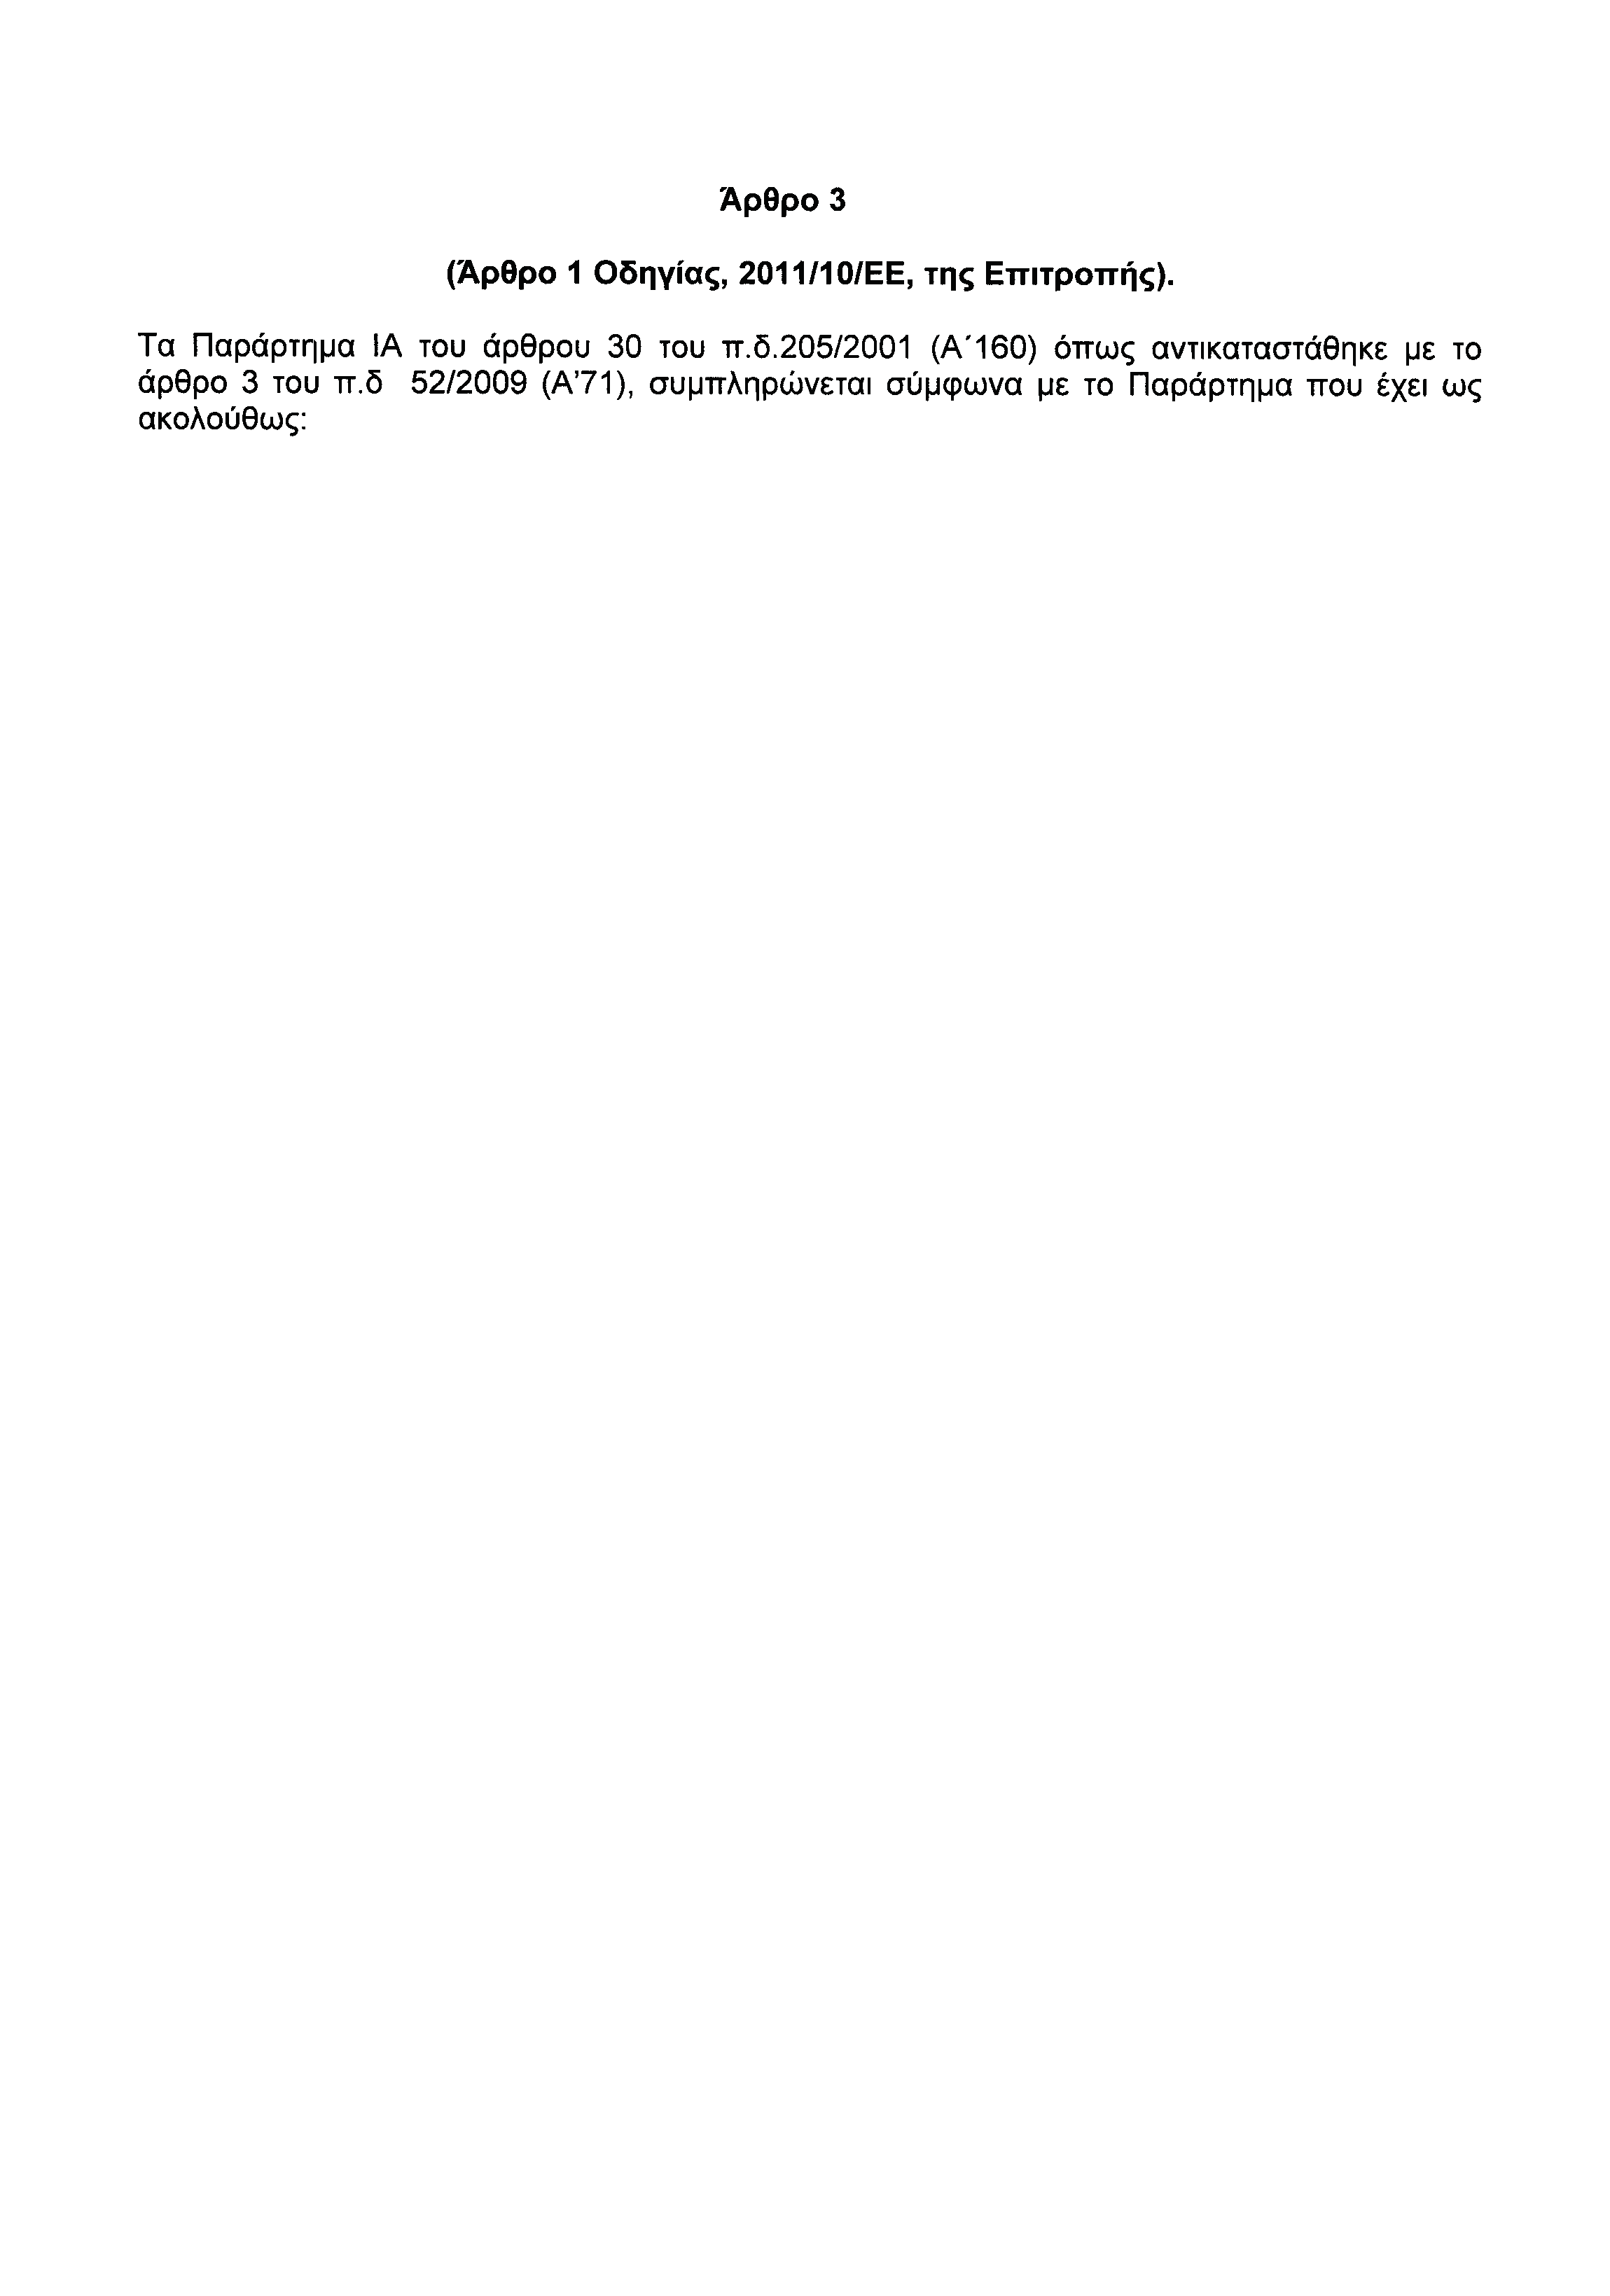 Άρθρο 3
(Άρθρο 1 Οδηγίας, 2011/10/ΕΕ, της Επιτροπής).
Τα Παράρτημα ΙΑ του άρθρου 30 του π.δ.205/2001 (Α΄160) όπως αντικαταστάθηκε με το
άρθρο 3 του π.δ 52/2009 (Α’71), συμπληρώνεται σύμφωνα με το Παράρτημα που έχει ως
ακολούθως: